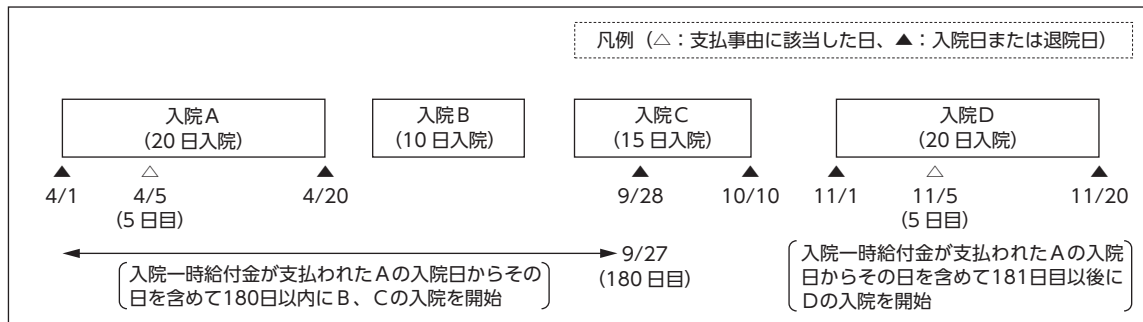 凡例（△：支払事由に該当した日、▲：入院日または退院日）
入院A
（20日入院）
入院B
（10日入院）
入院C
（15日入院）
入院D
（20日入院）
▲ △ ▲ ▲ ▲ ▲ △ ▲
4/1 4/5 4/20 9/28 10/10 11/1 11/5 11/20
（5日目） （5日目）
9/27
（180日目）
入院一時給付金が支払われたAの入院日からその
日を含めて180日以内にB、Cの入院を開始
入院一時給付金が支払われたAの入院
日からその日を含めて181日目以後に
Dの入院を開始